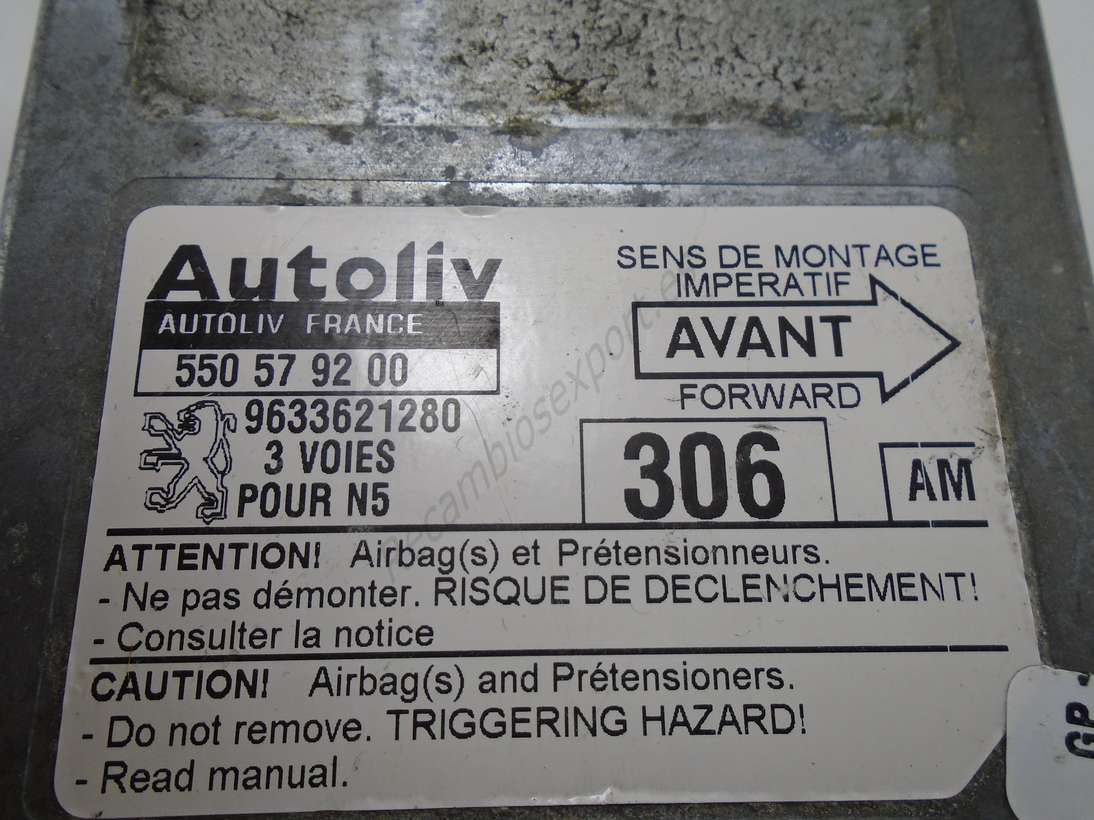 Autoliv
AUTOLIV FRANCE
550 57 92 00
9633621280
3 VOIES
POUR N5
SENS DE MONTAGE
IMPERATIF
AVANT
FORWARD
306
AM
ATTENTION! Airbag(s) et Prétensionneurs.
- Ne pas démonter. RISQUE DE DECLENCHEMENT!
- Consulter la notice
CAUTION! Airbag(s) and Prétensioners.
- Do not remove. TRIGGERING HAZARD!
- Read manual.
GP